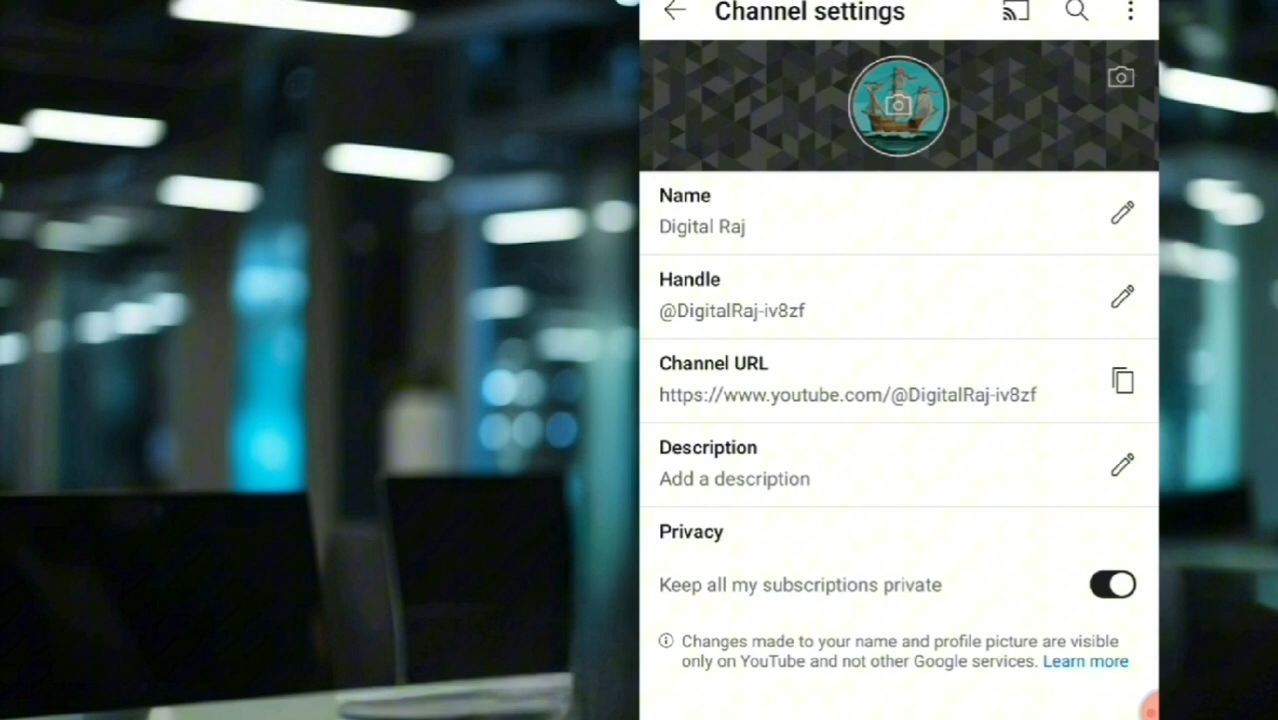 Channel settings
Name
Digital Raj
Handle
@DigitalRaj-iv8zf
Channel URL
https://www.youtube.com/@DigitalRaj-iv8zf
Description
Add a description
Privacy
Keep all my subscriptions private
Changes made to your name and profile picture are visible
only on YouTube and not other Google services. Learn more